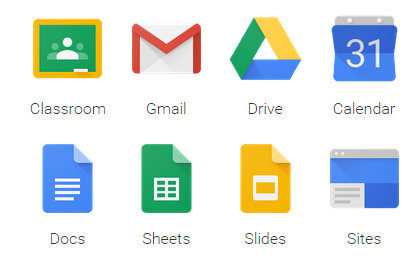 31
Classroom Gmail Drive Calendar
Docs Sheets Slides Sites